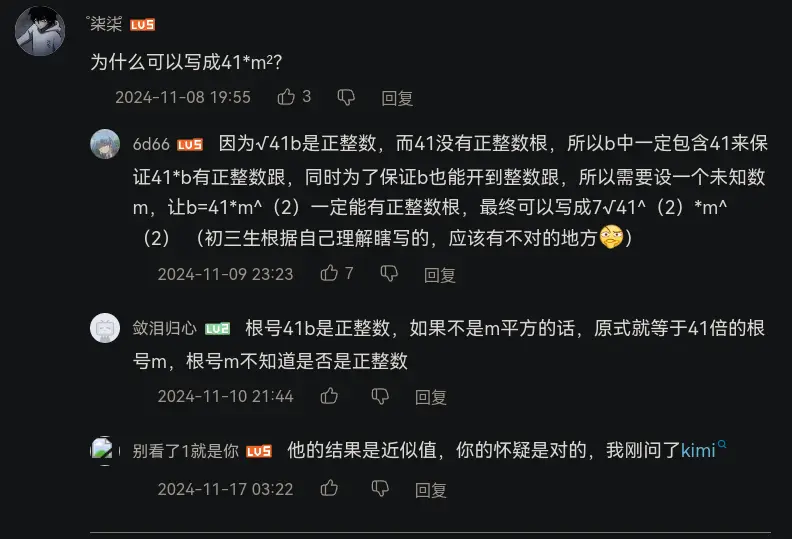 柒柒 LV5
为什么可以写成41*m²?
2024-11-08 19:55 3 回复
6d66 LV5 因为√41b是正整数，而41没有正整数根，所以b中一定包含41来保
证41*b有正整数跟，同时为了保证b也能开到整数跟，所以需要设一个未知数
m，让b=41*m^（2）一定能有正整数根，最终可以写成7√41^（2）*m^
（2）（初三生根据自己理解瞎写的，应该有不对的地方🤔）
2024-11-09 23:23 7 回复
敛泪归心 LV2 根号41b是正整数，如果不是m平方的话，原式就等于41倍的根
号m，根号m不知道是否是正整数
2024-11-10 21:44 回复
别看了1就是你 LV5 他的结果是近似值，你的怀疑是对的，我刚问了kimi
2024-11-17 03:22 回复